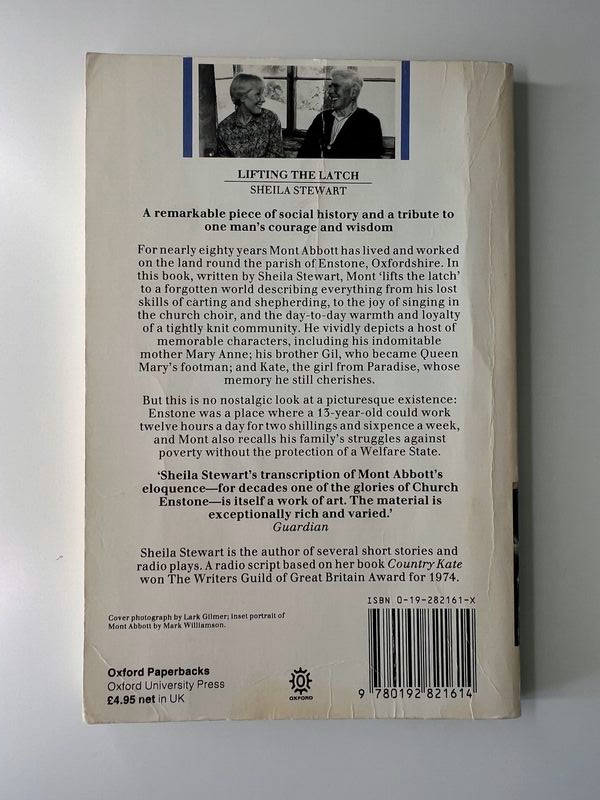 LIFTING THE LATCH
SHEILA STEWART
A remarkable piece of social history and a tribute to
one man's courage and wisdom
For nearly eighty years Mont Abbott has lived and worked
on the land round the parish of Enstone, Oxfordshire. In
this book, written by Sheila Stewart, Mont 'lifts the latch'
to a forgotten world describing everything from his lost
skills of carting and shepherding, to the joy of singing in
the church choir, and the day-to-day warmth and loyalty
of a tightly knit community. He vividly depicts a host of
memorable characters, including his indomitable
mother Mary Anne; his brother Gil, who became Queen
Mary's footman; and Kate, the girl from Paradise, whose
memory he still cherishes.
But this is no nostalgic look at a picturesque existence:
Enstone was a place where a 13-year-old could work
twelve hours a day for two shillings and sixpence a week,
and Mont also recalls his family's struggles against
poverty without the protection of a Welfare State.
'Sheila Stewart's transcription of Mont Abbott's
eloquence—for decades one of the glories of Church
Enstone—is itself a work of art. The material is
exceptionally rich and varied.'
Guardian
Sheila Stewart is the author of several short stories and
radio plays. A radio script based on her book Country Kate
won The Writers Guild of Great Britain Award for 1974.
ISBN 0-19-282161-X
Cover photograph by Lark Gilmer; inset portrait of
Mont Abbott by Mark Williamson.
Oxford Paperbacks
Oxford University Press
£4.95 net in UK
OXFORD
9 780192 821614